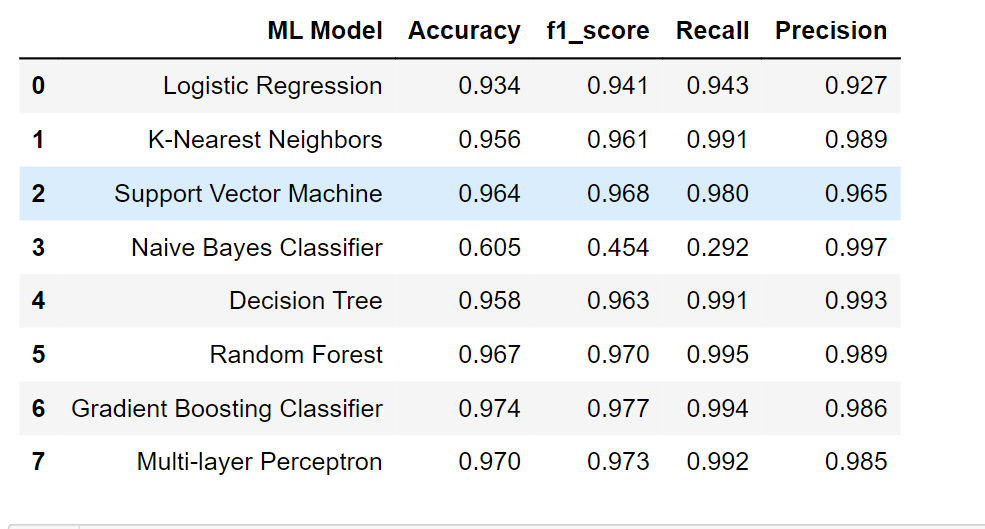 ML Model Accuracy f1_score Recall Precision
0 Logistic Regression 0.934 0.941 0.943 0.927
1 K-Nearest Neighbors 0.956 0.961 0.991 0.989
2 Support Vector Machine 0.964 0.968 0.980 0.965
3 Naive Bayes Classifier 0.605 0.454 0.292 0.997
4 Decision Tree 0.958 0.963 0.991 0.993
5 Random Forest 0.967 0.970 0.995 0.989
6 Gradient Boosting Classifier 0.974 0.977 0.994 0.986
7 Multi-layer Perceptron 0.970 0.973 0.992 0.985